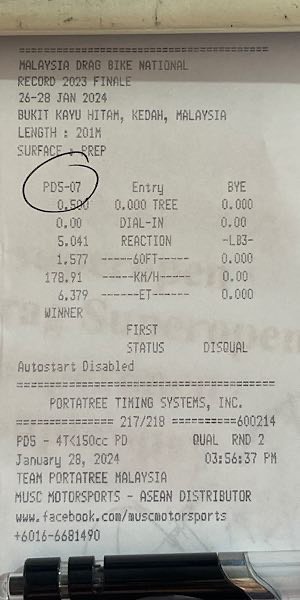 MALAYSIA DRAG BIKE NATIONAL
RECORD 2023 FINALE
26-28 JAN 2024
BUKIT KAYU HITAM, KEDAH, MALAYSIA
LENGTH : 201M
SURFACE : PREP
PD5-07 Entry BYE
0.500 0.000 TREE 0.000
0.00 DIAL-IN 0.00
5.041 REACTION -LB3-
1.577 -----60FT----- 0.000
178.91 -----KM/H----- 0.00
6.379 ------ET------ 0.000
WINNER
FIRST
STATUS DISQUAL
Autostart Disabled
PORTATREE TIMING SYSTEMS, INC.
=============== 217/218 ==========600214
PD5 - 4TK150cc PD QUAL RND 2
January 28, 2024 03:56:37 PM
TEAM PORTATREE MALAYSIA
MUSC MOTORSPORTS - ASEAN DISTRIBUTOR
www.facebook.com/muscmotorsports
+6016-6681490